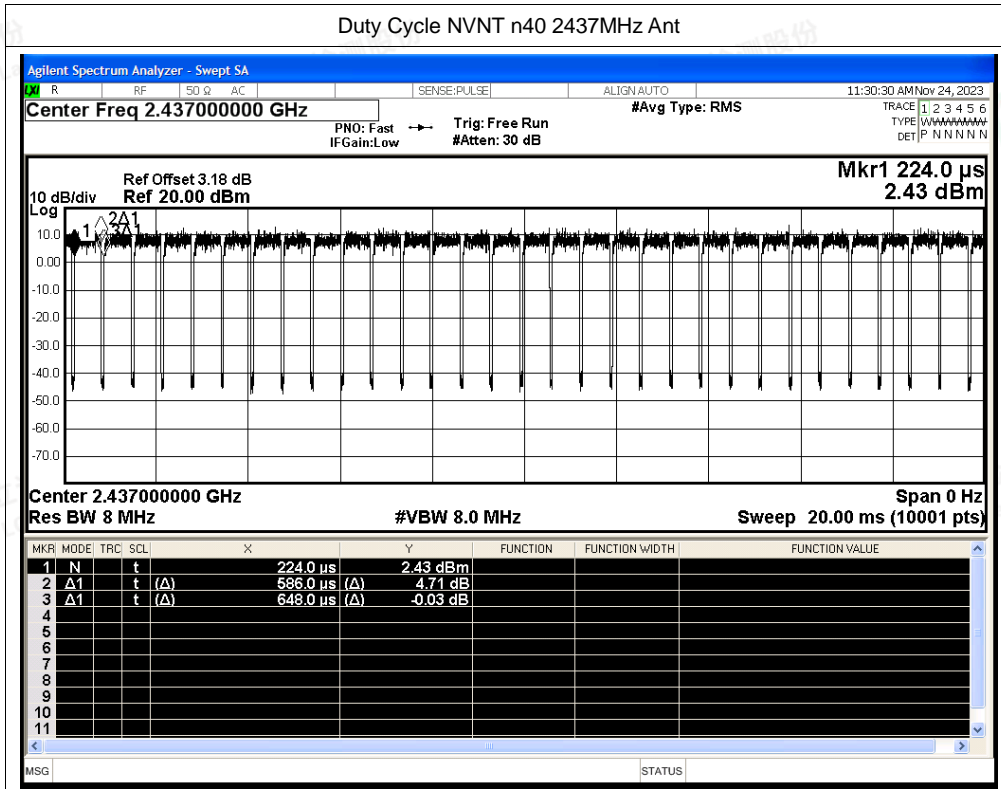 Duty Cycle NVNT n40 2437MHz Ant
Agilent Spectrum Analyzer - Swept SA
LXI R RF 50 Ω AC SENSE:PULSE ALIGN AUTO 11:30:30 AM Nov 24, 2023
Center Freq 2.437000000 GHz #Avg Type: RMS TRACE 1 2 3 4 5 6
PNO: Fast Trig: Free Run TYPE WWWWWW
IFGain:Low #Atten: 30 dB DET P N N N N N
Mkr1 224.0 µs
2.43 dBm
Ref Offset 3.18 dB
10 dB/div Ref 20.00 dBm
Log
1 2Δ1
3Δ1
10.0
0.00
-10.0
-20.0
-30.0
-40.0
-50.0
-60.0
-70.0
Center 2.437000000 GHz Span 0 Hz
Res BW 8 MHz #VBW 8.0 MHz Sweep 20.00 ms (10001 pts)
MKR MODE TRC SCL X Y FUNCTION FUNCTION WIDTH FUNCTION VALUE
1 N t 224.0 µs 2.43 dBm
2 Δ1 t (Δ) 586.0 µs (Δ) 4.71 dB
3 Δ1 t (Δ) 648.0 µs (Δ) -0.03 dB
4
5
6
7
8
9
10
11
MSG STATUS